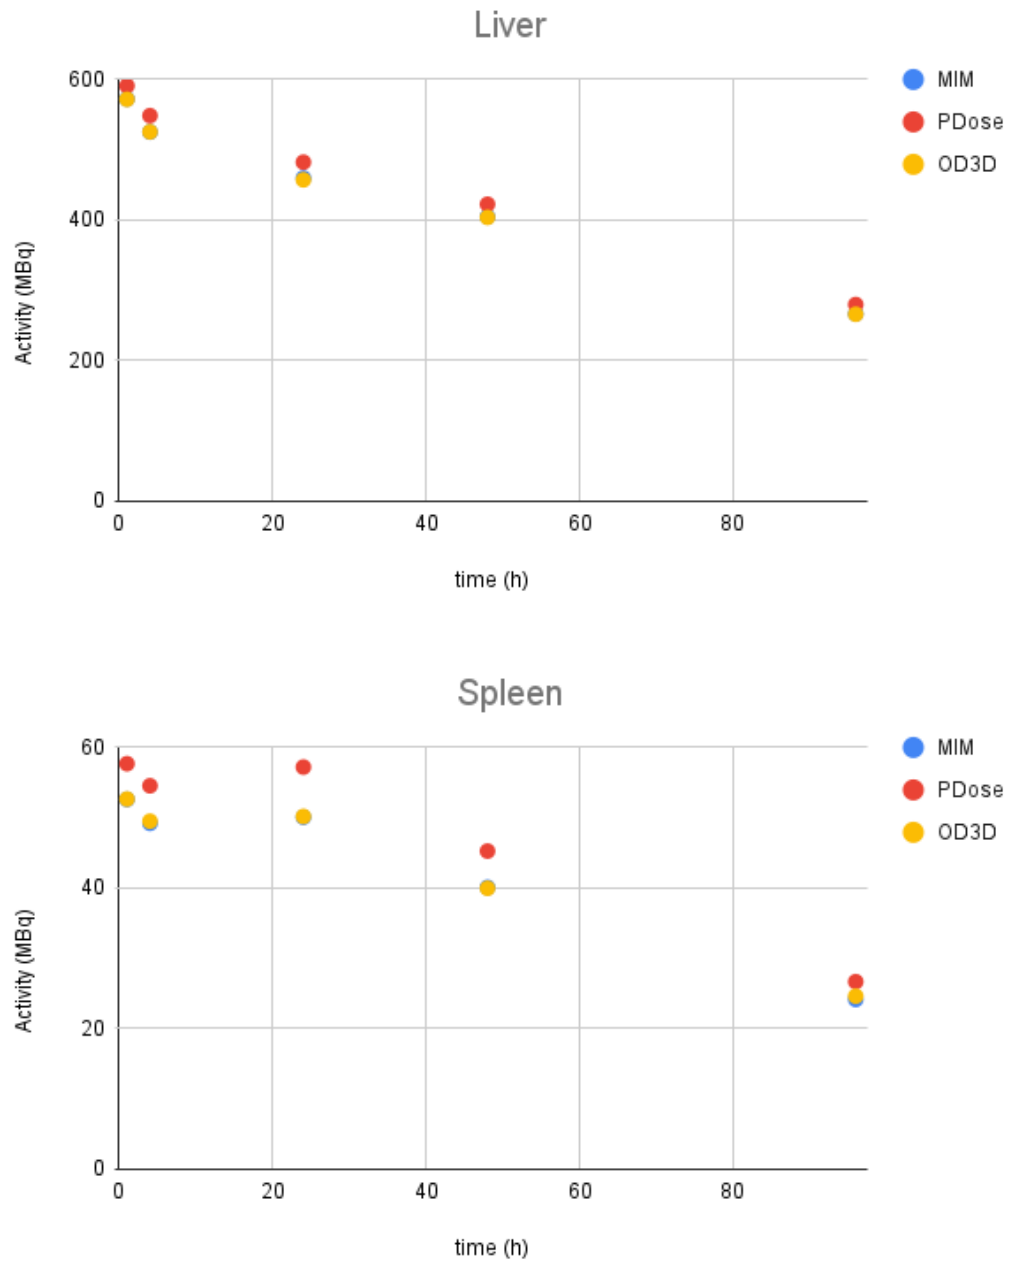 Liver
600
400
200
0
Activity (MBq)
0 20 40 60 80
time (h)
MIM
PDose
OD3D
Spleen
60
40
20
0
Activity (MBq)
0 20 40 60 80
time (h)
MIM
PDose
OD3D